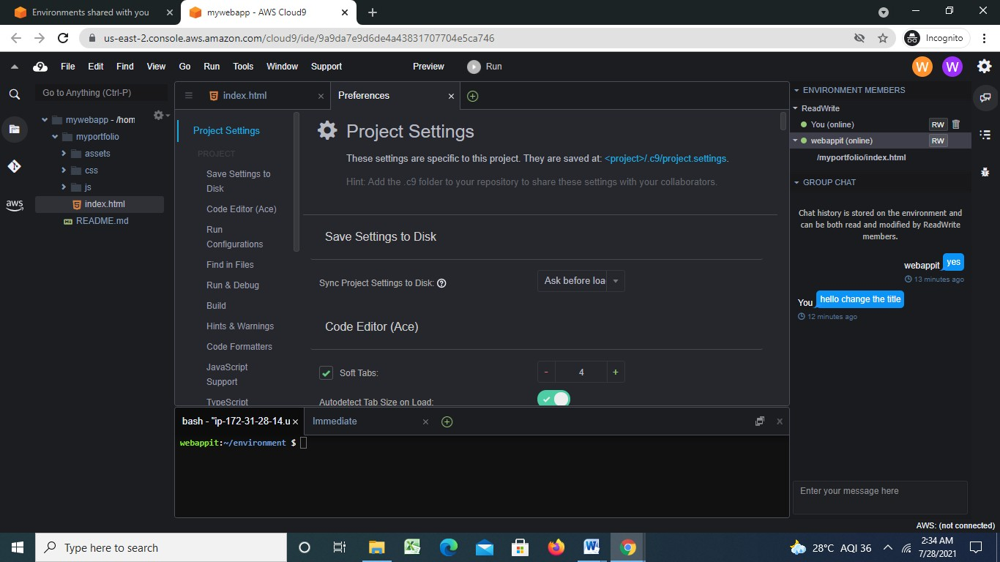 Environments shared with you
mywebapp - AWS Cloud9
us-east-2.console.aws.amazon.com/cloud9/ide/9a9da7e9d6de4a43831707704e5ca746
Incognito
9 File Edit Find View Go Run Tools Window Support Preview Run
W W
Go to Anything (Ctrl-P)
mywebapp - /hom
myportfolio
assets
css
js
index.html
README.md
aws
index.html
Preferences
Project Settings
PROJECT
Save Settings to
Disk
Code Editor (Ace)
Run
Configurations
Find in Files
Run & Debug
Build
Hints & Warnings
Code Formatters
JavaScript
Support
TypeScript
Project Settings
These settings are specific to this project. They are saved at: <project>/.c9/project.settings.
Hint: Add the .c9 folder to your repository to share these settings with your collaborators.
Save Settings to Disk
Sync Project Settings to Disk: ?
Ask before loa
Code Editor (Ace)
Soft Tabs:
- 4 +
Autodetect Tab Size on Load:
bash - "ip-172-31-28-14.u
Immediate
webappit:~/environment $
ENVIRONMENT MEMBERS
ReadWrite
You (online) RW
webappit (online) RW
/myportfolio/index.html
GROUP CHAT
Chat history is stored on the environment and
can be both read and modified by ReadWrite
members.
webappit yes
13 minutes ago
You hello change the title
12 minutes ago
Enter your message here
AWS: (not connected)
Type here to search
28°C AQI 36
2:34 AM
7/28/2021